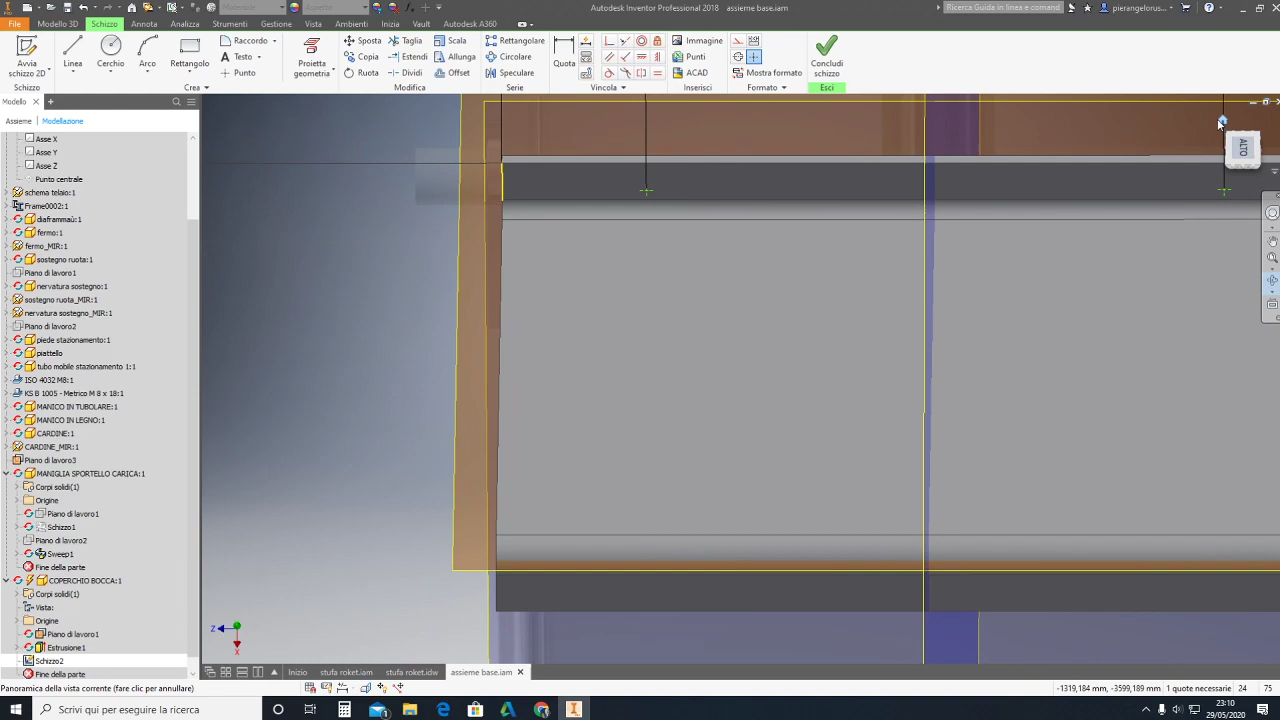 Materiale
Aspetto
Autodesk Inventor Professional 2018   assieme base.iam
Ricerca Guida in linea e comando
pierangelorus...
File
Modello 3D
Schizzo
Annota
Analizza
Strumenti
Gestione
Vista
Ambienti
Inizia
Vault
Autodesk A360
Avvia
schizzo 2D
Linea
Cerchio
Arco
Rettangolo
Raccordo
Testo
Punto
Proietta
geometria
Sposta
Copia
Ruota
Taglia
Estendi
Dividi
Scala
Allunga
Offset
Rettangolare
Circolare
Speculare
Quota
Immagine
Punti
ACAD
Mostra formato
Concludi
schizzo
Schizzo
Crea
Modifica
Serie
Vincola
Inserisci
Formato
Esci
Modello
Assieme
Modellazione
Asse X
Asse Y
Asse Z
Punto centrale
schema telaio:1
Frame0002:1
diaframmaù:1
fermo:1
fermo_MIR:1
sostegno ruota:1
Piano di lavoro1
nervatura sostegno:1
sostegno ruota_MIR:1
nervatura sostegno_MIR:1
Piano di lavoro2
piede stazionamento:1
piattello
tubo mobile stazionamento 1:1
ISO 4032 M8:1
KS B 1005 - Metrico M 8 x 18:1
MANICO IN TUBOLARE:1
MANICO IN LEGNO:1
CARDINE:1
CARDINE_MIR:1
Piano di lavoro3
MANIGLIA SPORTELLO CARICA:1
Corpi solidi(1)
Origine
Piano di lavoro1
Schizzo1
Piano di lavoro2
Sweep1
Fine della parte
COPERCHIO BOCCA:1
Corpi solidi(1)
Vista:
Origine
Piano di lavoro1
Estrusione1
Schizzo2
Fine della parte
ALTO
Z
X
Inizio
stufa roket.iam
stufa roket.idw
assieme base.iam
Panoramica della vista corrente (fare clic per annullare)
-1319,184 mm, -3599,189 mm   1 quote necessarie   24   75
Scrivi qui per eseguire la ricerca
23:10
29/05/2020